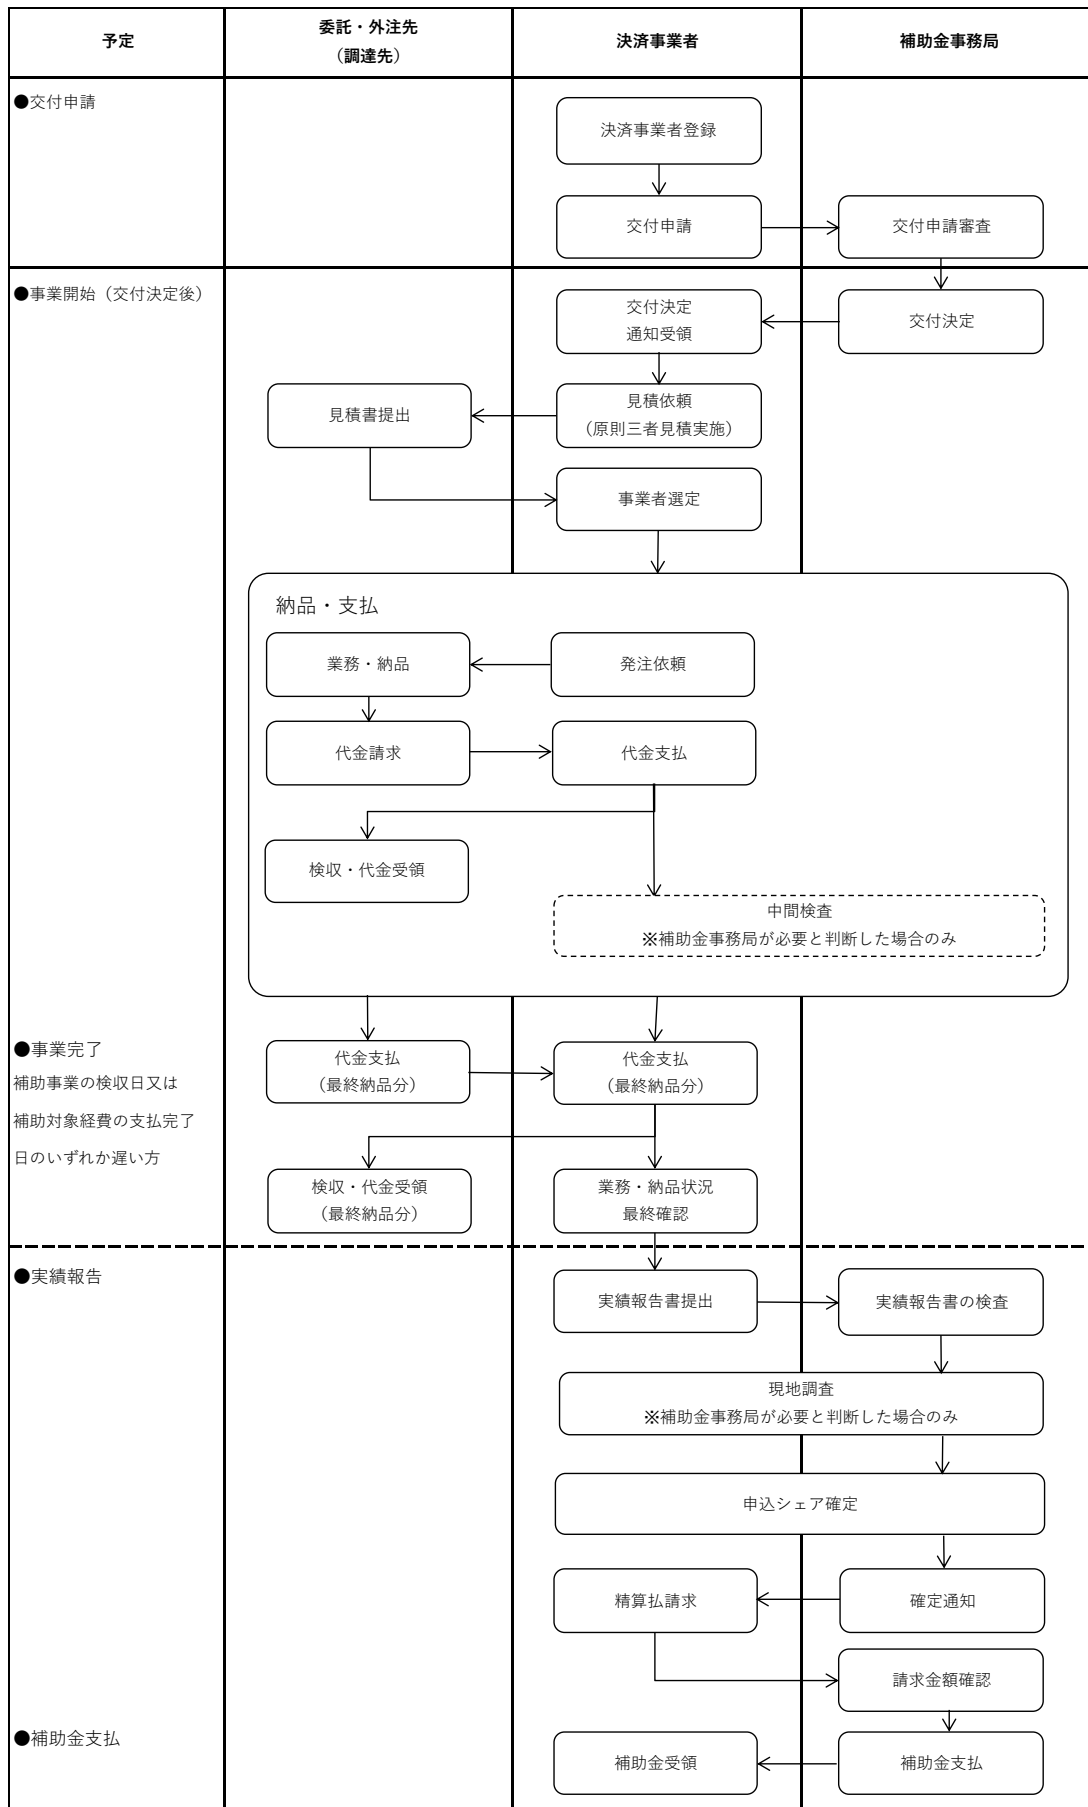 予定
委託・外注先
（調達先）
決済事業者
補助金事務局
●交付申請
決済事業者登録
交付申請
交付申請審査
●事業開始（交付決定後）
交付決定
通知受領
交付決定
見積書提出
見積依頼
（原則三者見積実施）
事業者選定
納品・支払
業務・納品
発注依頼
代金請求
代金支払
検収・代金受領
中間検査
※補助金事務局が必要と判断した場合のみ
●事業完了
補助事業の検収日又は
補助対象経費の支払完了
日のいずれか遅い方
代金支払
（最終納品分）
代金支払
（最終納品分）
検収・代金受領
（最終納品分）
業務・納品状況
最終確認
●実績報告
実績報告書提出
実績報告書の検査
現地調査
※補助金事務局が必要と判断した場合のみ
申込シェア確定
精算払請求
確定通知
請求金額確認
●補助金支払
補助金受領
補助金支払